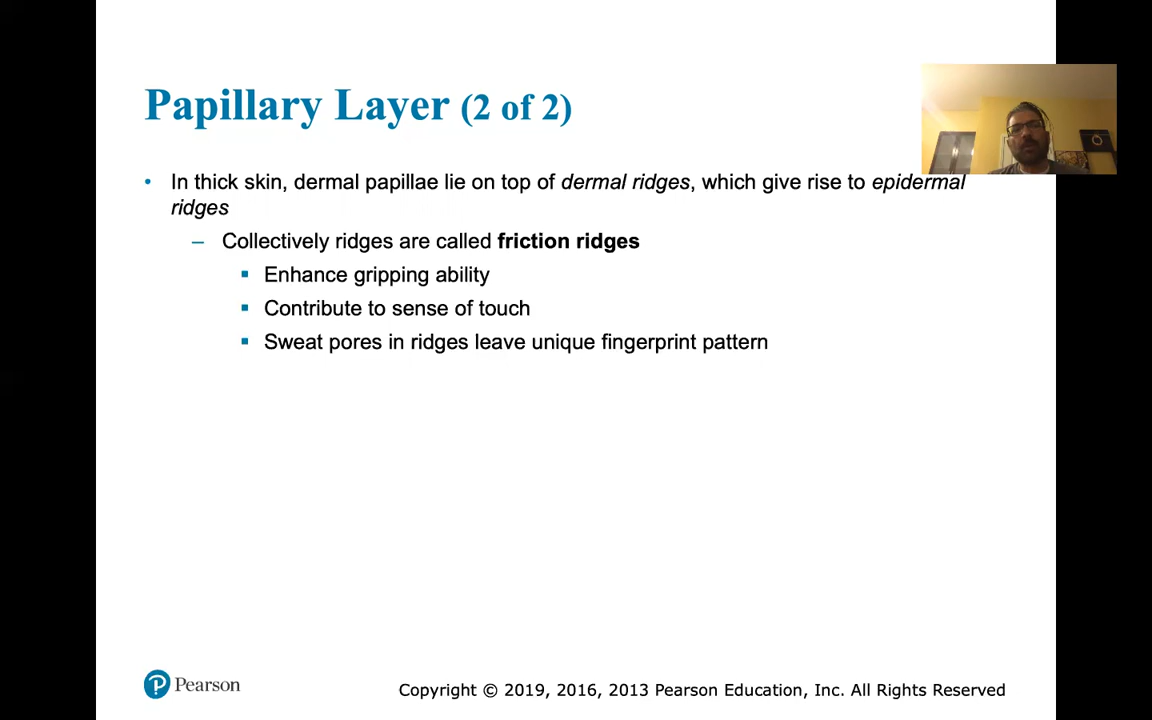 Papillary Layer (2 of 2)
• In thick skin, dermal papillae lie on top of dermal ridges, which give rise to epidermal
ridges
– Collectively ridges are called friction ridges
▪ Enhance gripping ability
▪ Contribute to sense of touch
▪ Sweat pores in ridges leave unique fingerprint pattern
Pearson
Copyright © 2019, 2016, 2013 Pearson Education, Inc. All Rights Reserved